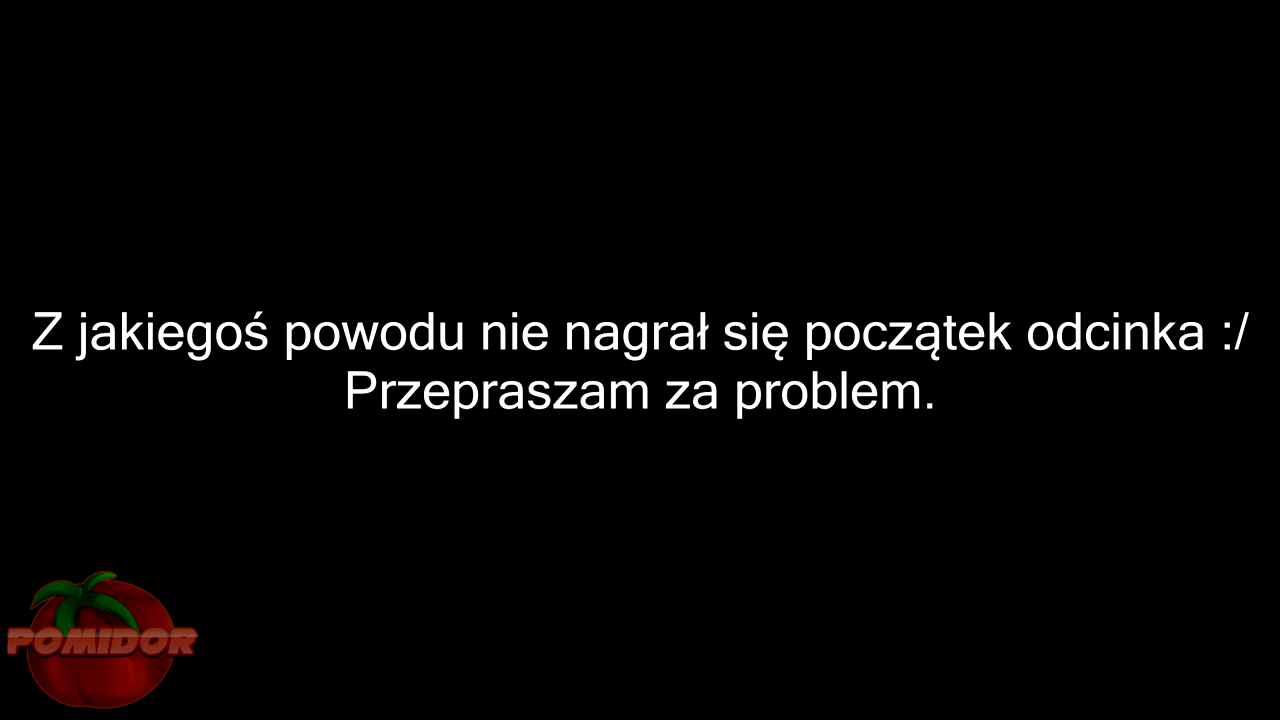 Z jakiegoś powodu nie nagrał się początek odcinka :/
Przepraszam za problem.
POMIDOR